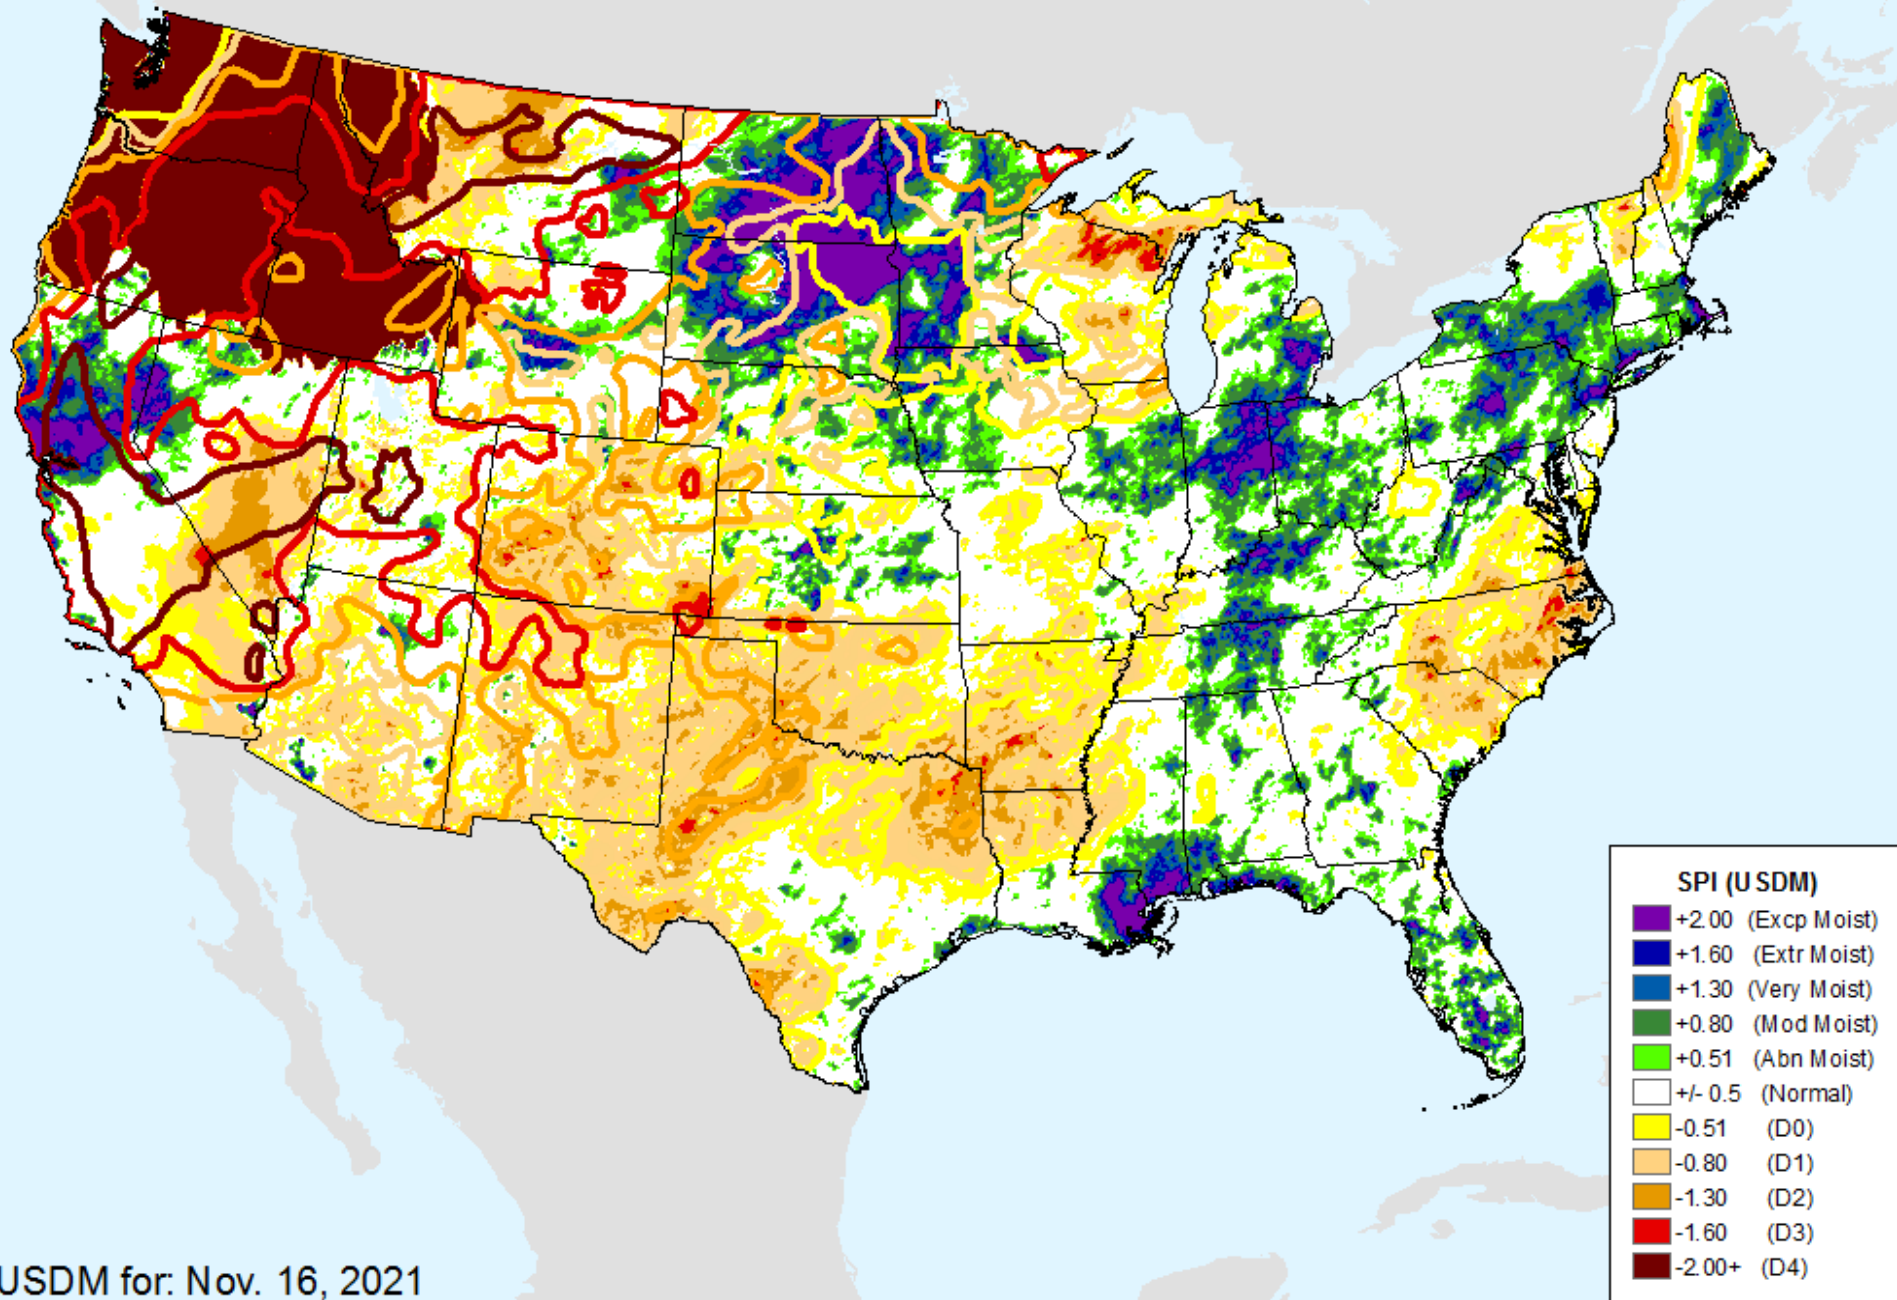 SPI (USDM)
+2.00 (Excp Moist)
+1.60 (Extr Moist)
+1.30 (Very Moist)
+0.80 (Mod Moist)
+0.51 (Abn Moist)
+/- 0.5 (Normal)
-0.51 (D0)
-0.80 (D1)
-1.30 (D2)
-1.60 (D3)
-2.00+ (D4)
USDM for: Nov. 16, 2021